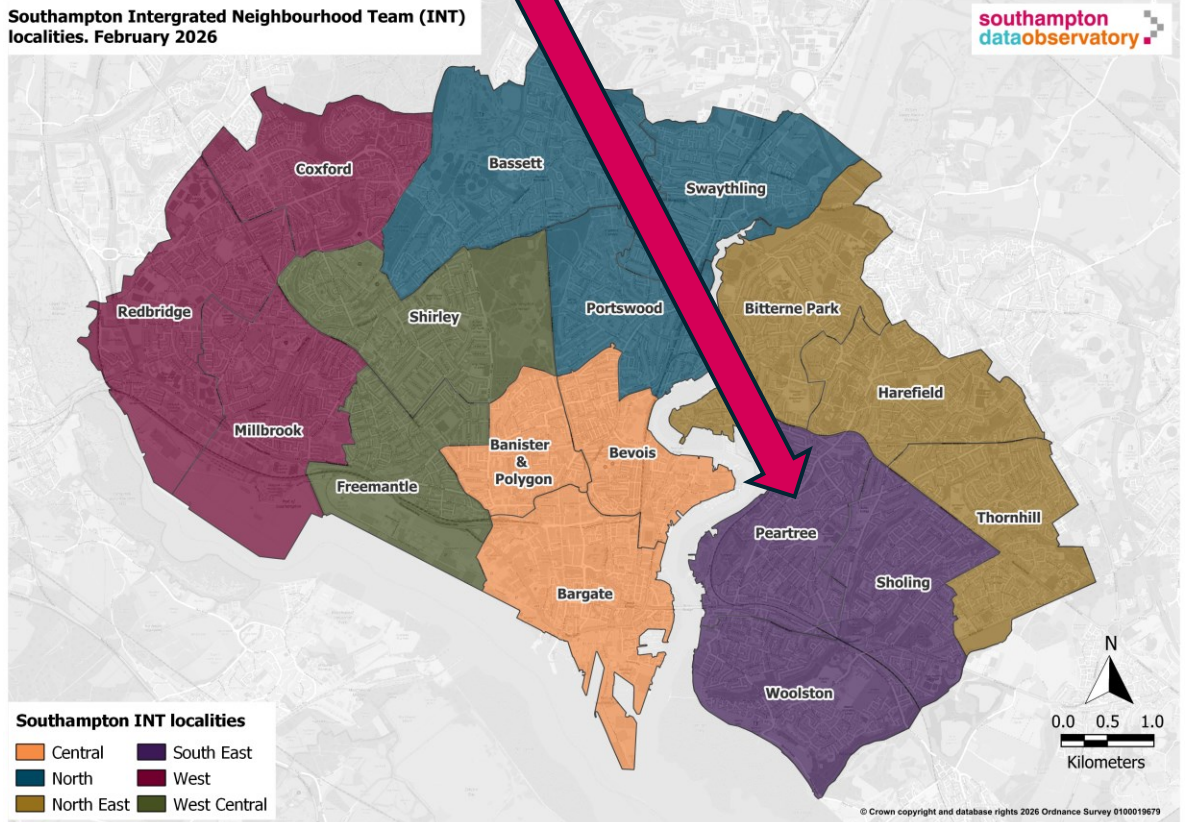 Southampton Intergrated Neighbourhood Team (INT)
localities. February 2026
southampton
dataobservatory
Coxford
Bassett
Swaythling
Redbridge
Shirley
Portswood
Bitterne Park
Harefield
Millbrook
Banister
&
Polygon
Bevois
Freemantle
Thornhill
Peartree
Sholing
Bargate
Woolston
N
0.0 0.5 1.0
Kilometers
Southampton INT localities
Central
South East
North
West
North East
West Central
© Crown copyright and database rights 2026 Ordnance Survey 0100019679